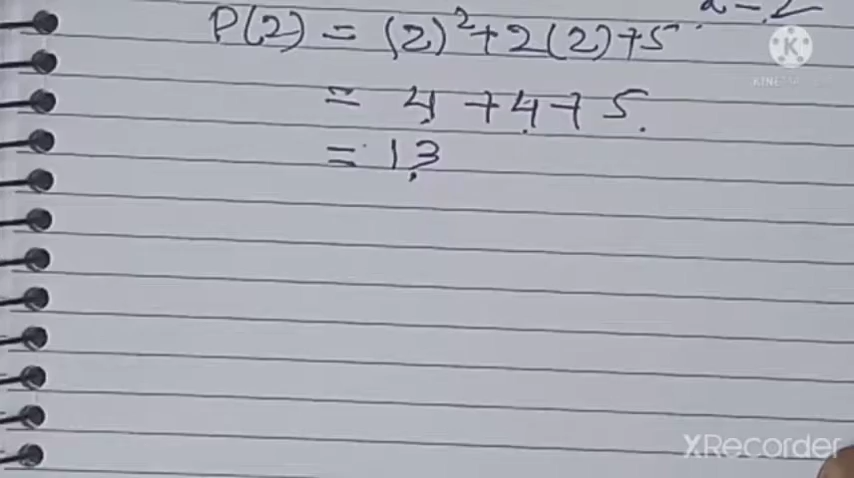 P(2) = (2)²+2(2)+5
= 4 +4+5.
= 13
K
XRecorder